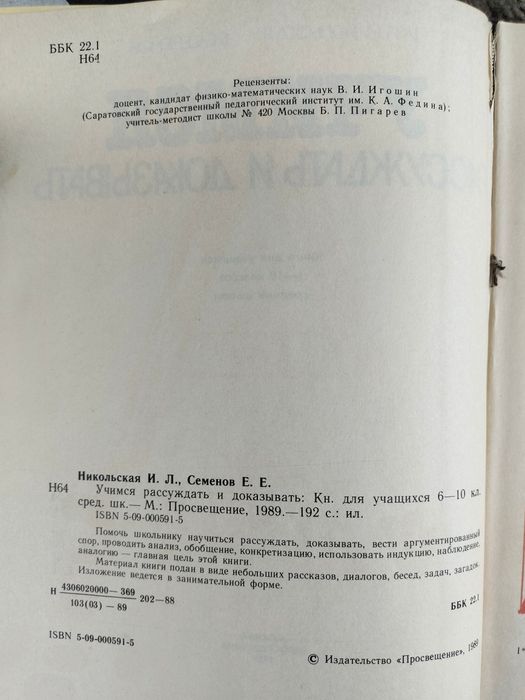 ББК 22.1
Н64
Рецензенты:
доцент, кандидат физико-математических наук В. И. Игошин
(Саратовский государственный педагогический институт им. К. А. Федина);
учитель-методист школы № 420 Москвы Б. П. Пигарев
Никольская И. Л., Семенов Е. Е.
Н64 Учимся рассуждать и доказывать: Кн. для учащихся 6—10 кл.
сред. шк.— М.: Просвещение, 1989.—192 с.: ил.
ISBN 5-09-000591-5
Помочь школьнику научиться рассуждать, доказывать, вести аргументированный
спор, проводить анализ, обобщение, конкретизацию, использовать индукцию, наблюдение,
аналогию — главная цель этой книги.
Материал книги подан в виде небольших рассказов, диалогов, бесед, задач, загадок.
Изложение ведется в занимательной форме.
Н 4306020000—369 / 103(03)—89 202—88
ББК 22.1
ISBN 5-09-000591-5
© Издательство «Просвещение», 1989